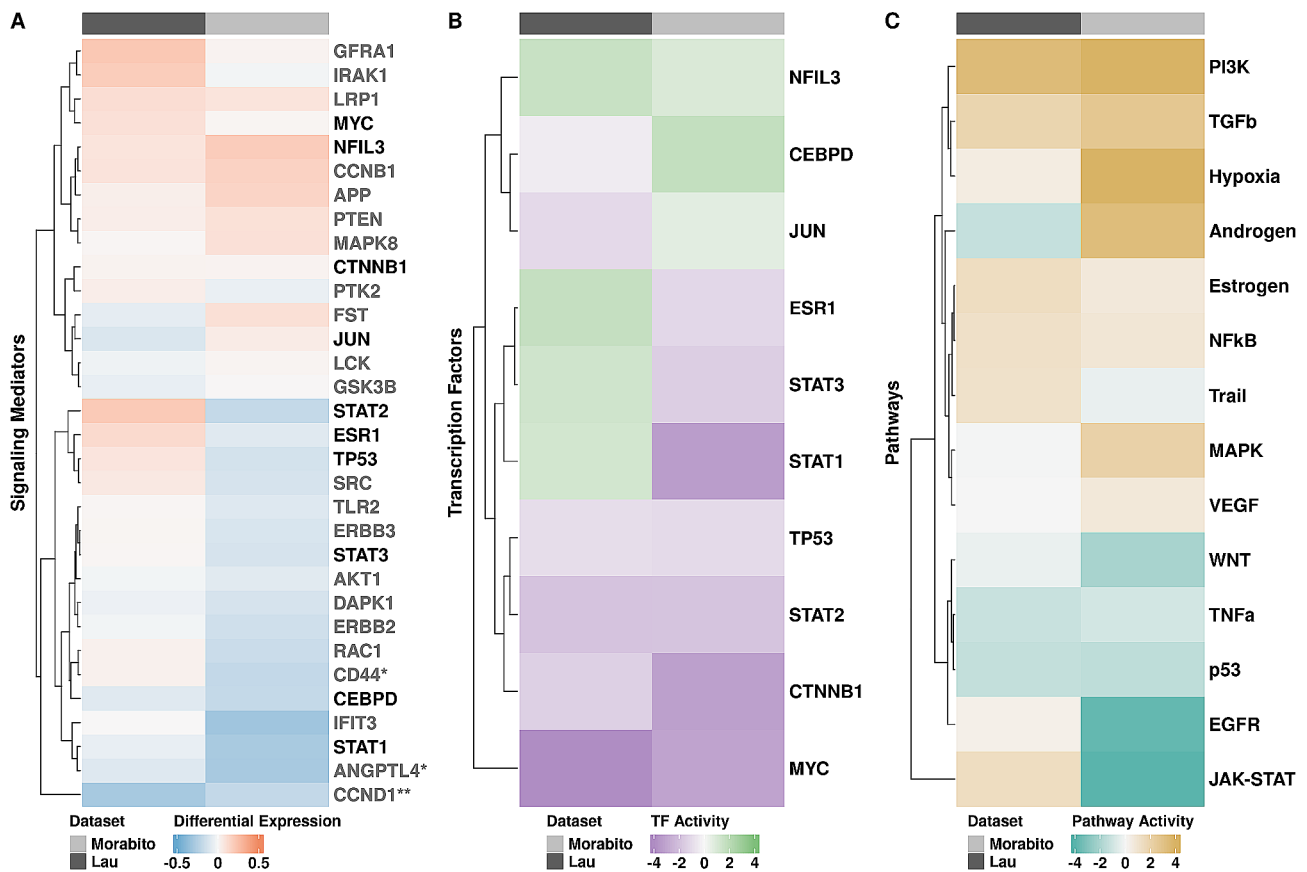 A
B
C
GFRA1
IRAK1
LRP1
MYC
NFIL3
CCNB1
APP
PTEN
MAPK8
CTNNB1
PTK2
FST
JUN
LCK
GSK3B
STAT2
ESR1
TP53
SRC
TLR2
ERBB3
STAT3
AKT1
DAPK1
ERBB2
RAC1
CD44*
CEBPD
IFIT3
STAT1
ANGPTL4*
CCND1**
Signaling Mediators
Dataset
Morabito
Lau
Differential Expression
-0.5 0 0.5
NFIL3
CEBPD
JUN
ESR1
STAT3
STAT1
TP53
STAT2
CTNNB1
MYC
Transcription Factors
Dataset
Morabito
Lau
TF Activity
-4 -2 0 2 4
PI3K
TGFb
Hypoxia
Androgen
Estrogen
NFkB
Trail
MAPK
VEGF
WNT
TNFa
p53
EGFR
JAK-STAT
Pathways
Dataset
Morabito
Lau
Pathway Activity
-4 -2 0 2 4